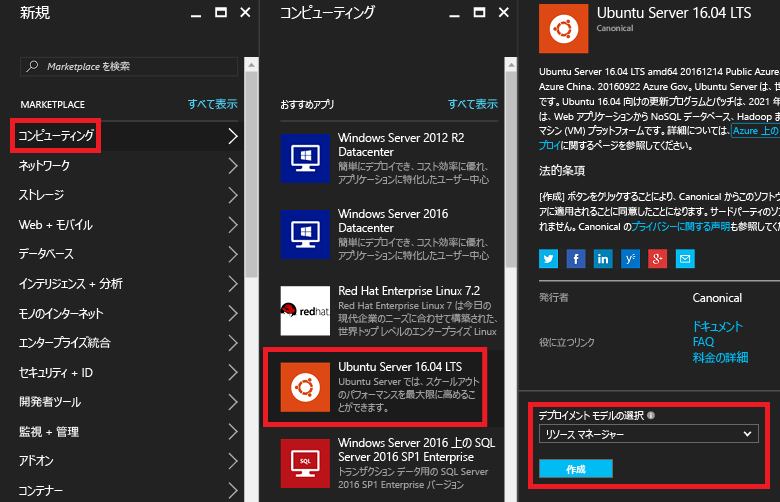 新規
Marketplace を検索
MARKETPLACE
すべて表示
コンピューティング
ネットワーク
ストレージ
Web + モバイル
データベース
インテリジェンス + 分析
モノのインターネット
エンタープライズ統合
セキュリティ + ID
開発者ツール
監視 + 管理
アドオン
コンテナー
コンピューティング
おすすめアプリ
すべて表示
Windows Server 2012 R2
Datacenter
簡単にデプロイでき、コスト効率に優れ、
アプリケーションに特化したユーザー中心
Windows Server 2016
Datacenter
簡単にデプロイでき、コスト効率に優れ、
アプリケーションに特化したユーザー中心
redhat
Red Hat Enterprise Linux 7.2
Red Hat Enterprise Linux 7 は今日の
現代企業のニーズに合わせて構築された、
世界トップ レベルのエンタープライズ Linux
Ubuntu Server 16.04 LTS
Ubuntu Server では、スケールアウト
のパフォーマンスを最大限に高めるこ
とができます。
Windows Server 2016 上の SQL
Server 2016 SP1 Enterprise
トランザクション データ用の SQL Server
2016 SP1 Enterprise バージョン
Ubuntu Server 16.04 LTS
Canonical
Ubuntu Server 16.04 LTS amd64 20161214 Public Azure
Azure China、20160922 Azure Gov。Ubuntu Server は、世
です。Ubuntu 16.04 向けの更新プログラムとパッチは、2021 年
は、Web アプリケーションから NoSQL データベース、Hadoop ま
マシン (VM) プラットフォームです。詳細については、Azure 上の
プロイに関するページを参照してください。
法的条項
[作成] ボタンをクリックすることにより、Canonical からこのソフトウ
アに適用されることに同意したことになります。サードパーティのソフ
れません。Canonical のプライバシーに関する声明も参照してくだ
発行者
Canonical
役に立つリンク
ドキュメント
FAQ
料金の詳細
デプロイメント モデルの選択
リソース マネージャー
作成